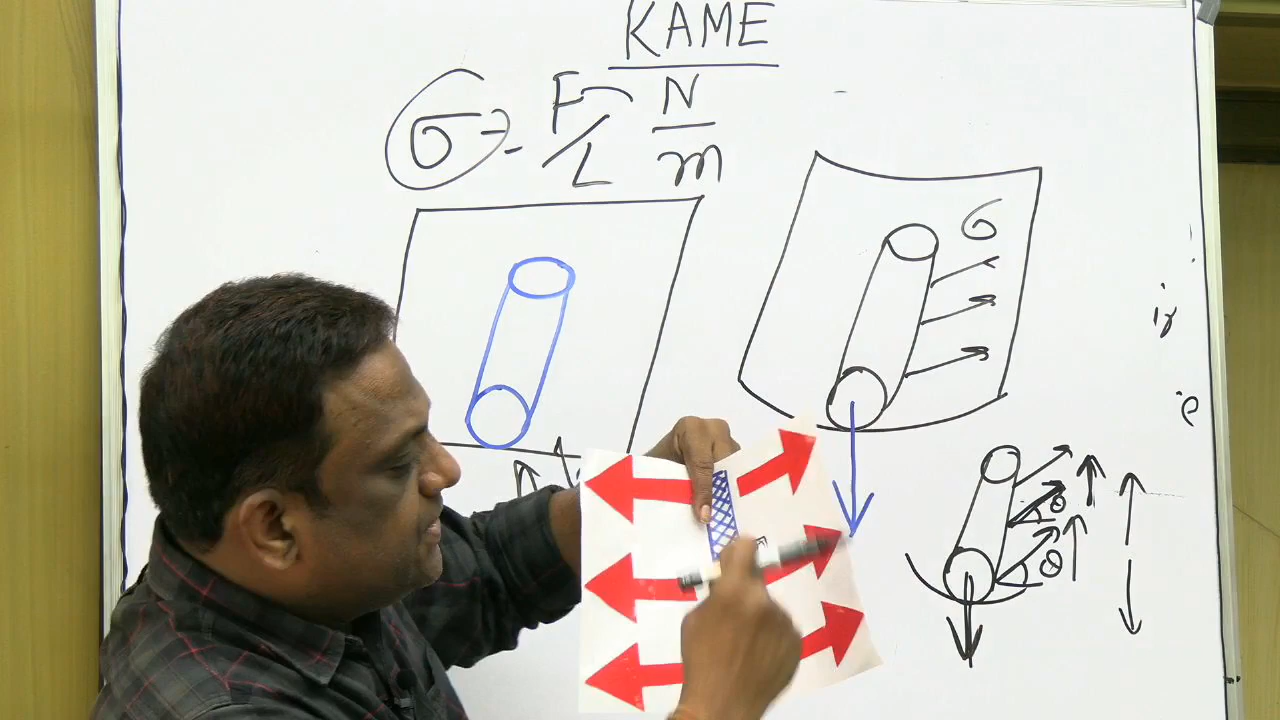 KAME
σ = F/L N/m
σ
θ
θ